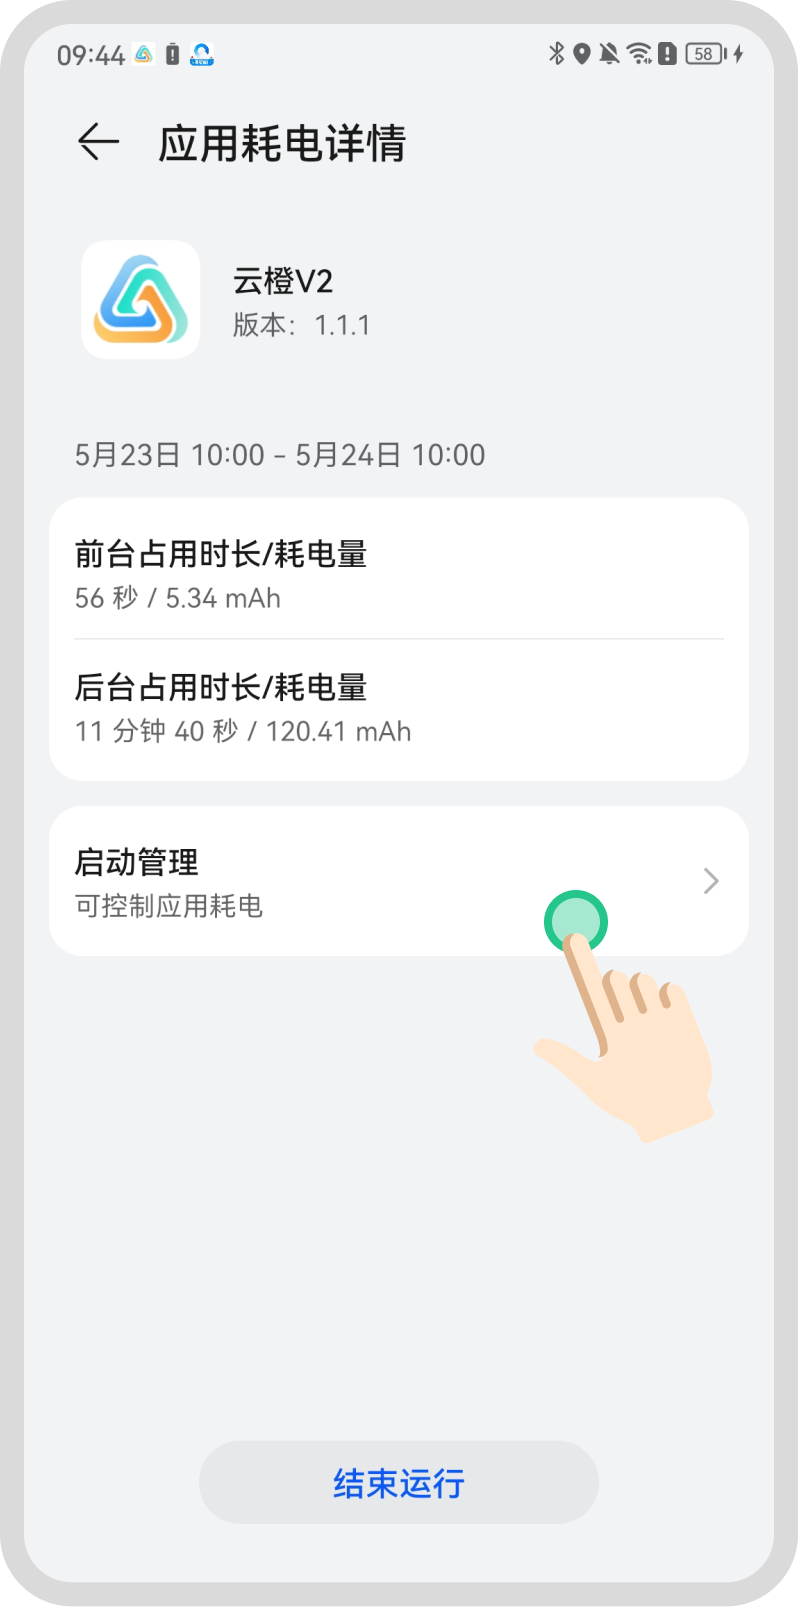 09:44
58
应用耗电详情
云橙V2
版本：1.1.1
5月23日 10:00 - 5月24日 10:00
前台占用时长/耗电量
56 秒 / 5.34 mAh
后台占用时长/耗电量
11 分钟 40 秒 / 120.41 mAh
启动管理
可控制应用耗电
结束运行